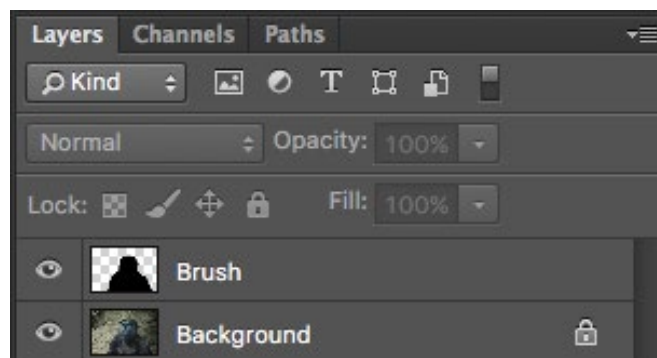 Layers Channels Paths
Kind
Normal Opacity: 100%
Lock: Fill: 100%
Brush
Background